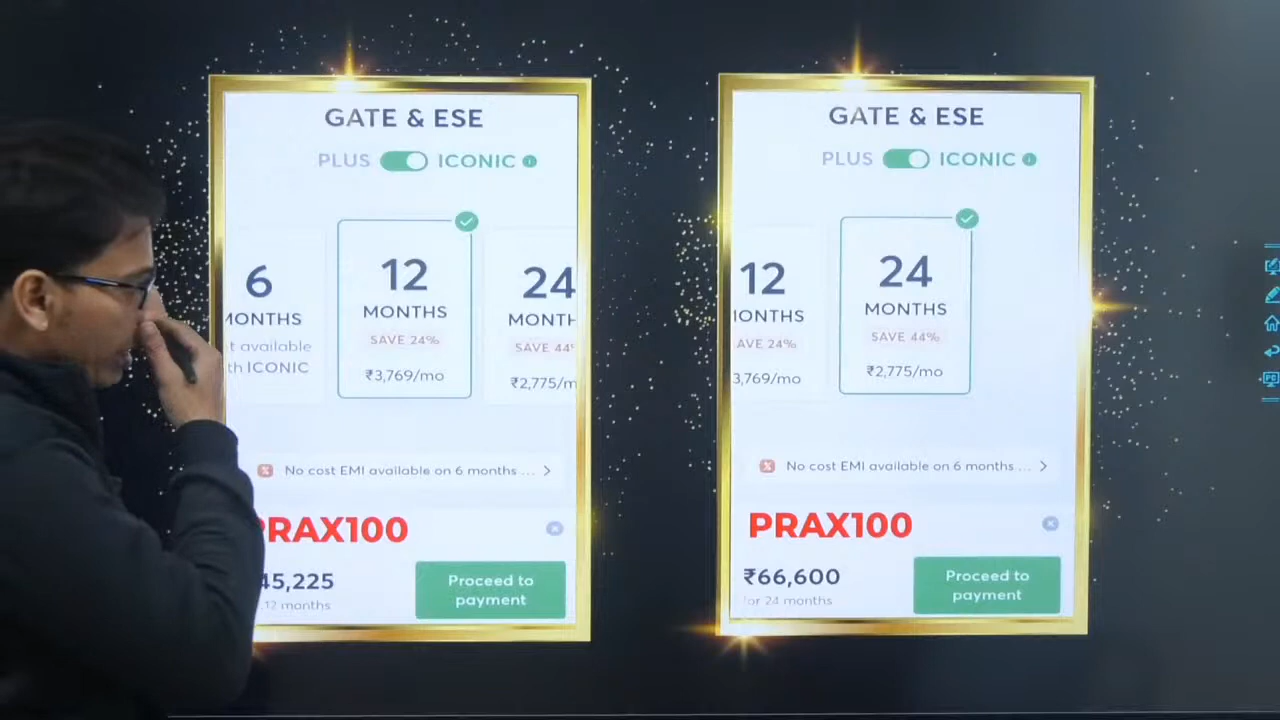 GATE & ESE
PLUS ICONIC
6
MONTHS
available
ICONIC
12
MONTHS
SAVE 24%
₹3,769/mo
24
MONTH
SAVE 44%
₹2,775/m
No cost EMI available on 6 months ...
PRAX100
45,225
12 months
Proceed to
payment
GATE & ESE
PLUS ICONIC
12
MONTHS
AVE 24%
3,769/mo
24
MONTHS
SAVE 44%
₹2,775/mo
No cost EMI available on 6 months ...
PRAX100
₹66,600
for 24 months
Proceed to
payment